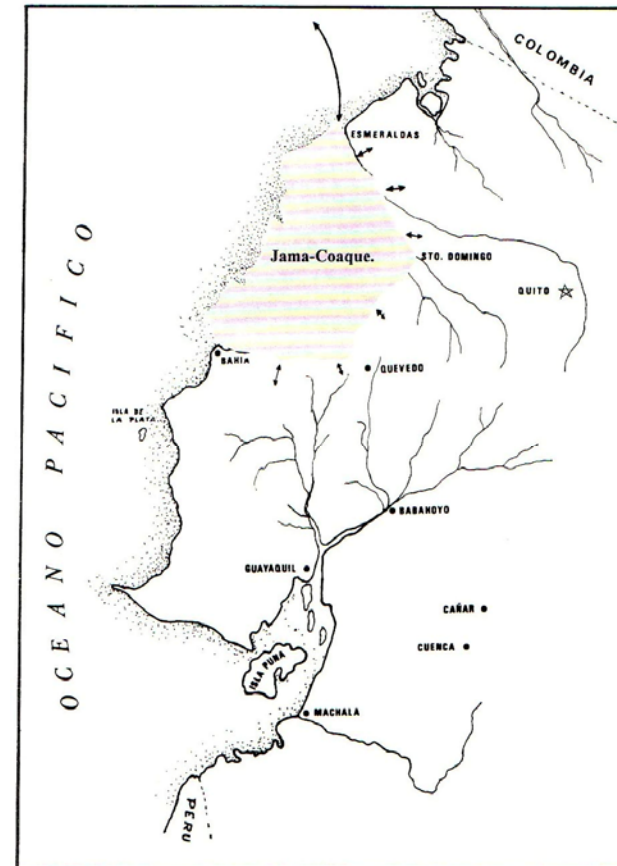 COLOMBIA
ESMERALDAS
Jama-Coaque.
STO. DOMINGO
QUITO
BAHIA
QUEVEDO
ISLA DE
LA PLATA
OCEANO PACIFICO
BABAHOYO
GUAYAQUIL
CAÑAR
CUENCA
ISLA PUNA
MACHALA
PERU